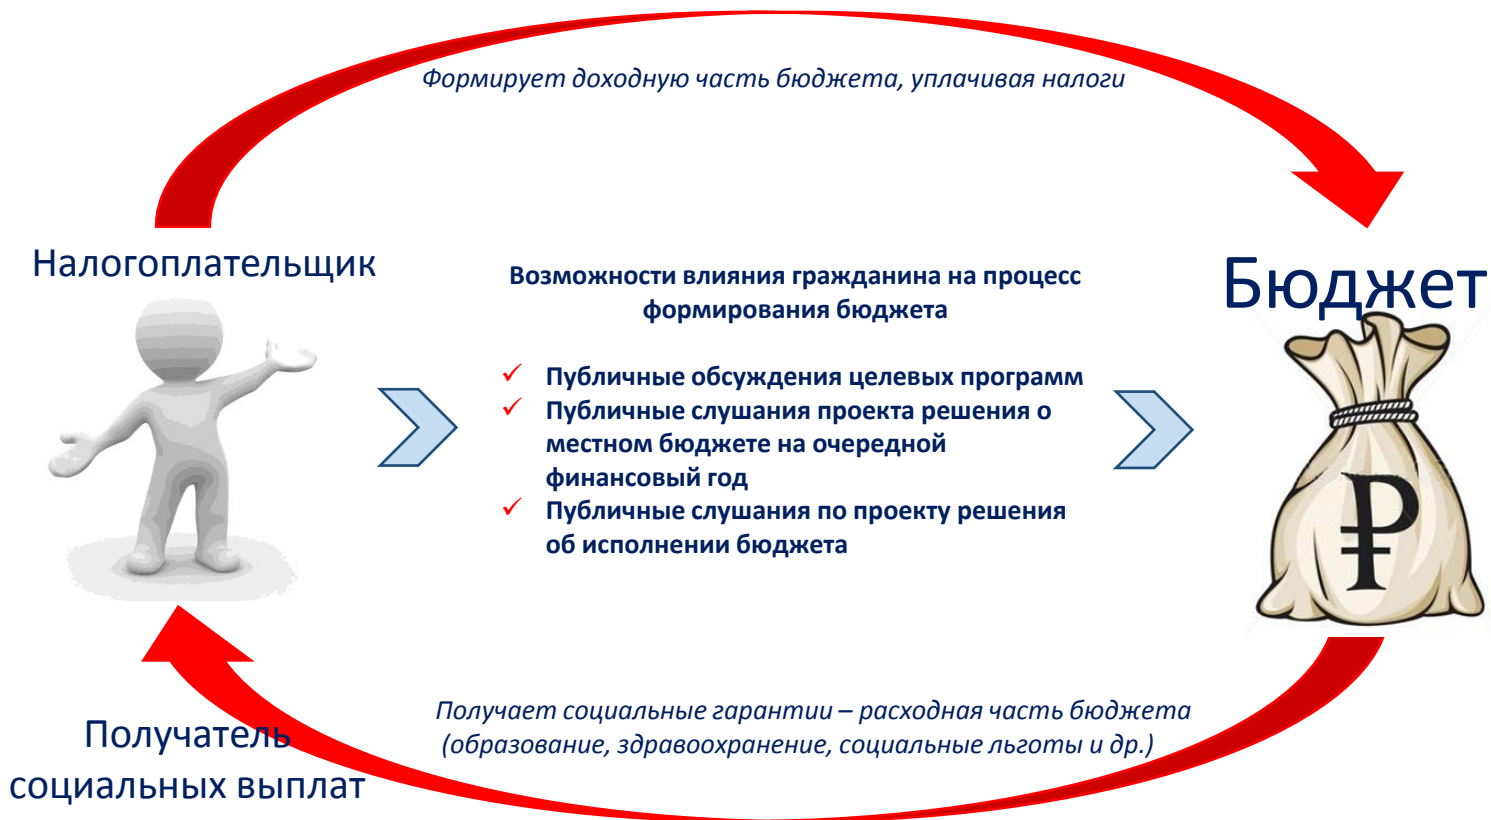 Формирует доходную часть бюджета, уплачивая налоги
Налогоплательщик
Возможности влияния гражданина на процесс
формирования бюджета
✓ Публичные обсуждения целевых программ
✓ Публичные слушания проекта решения о
местном бюджете на очередной
финансовый год
✓ Публичные слушания по проекту решения
об исполнении бюджета
Бюджет
₽
Получает социальные гарантии – расходная часть бюджета
(образование, здравоохранение, социальные льготы и др.)
Получатель
социальных выплат